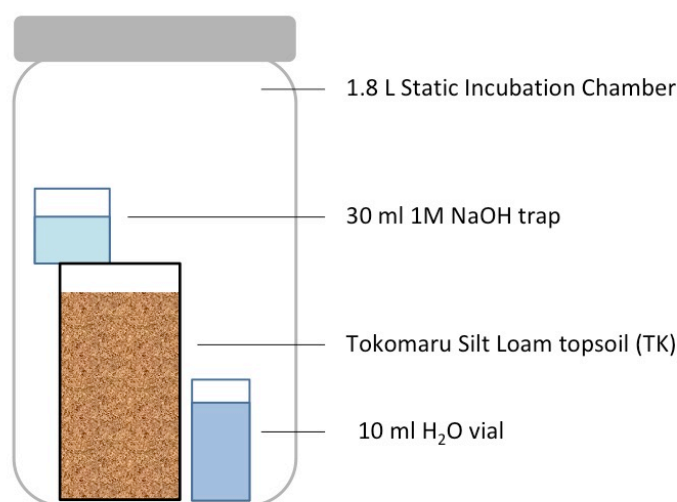 1.8 L Static Incubation Chamber
30 ml 1M NaOH trap
Tokomaru Silt Loam topsoil (TK)
10 ml H₂O vial